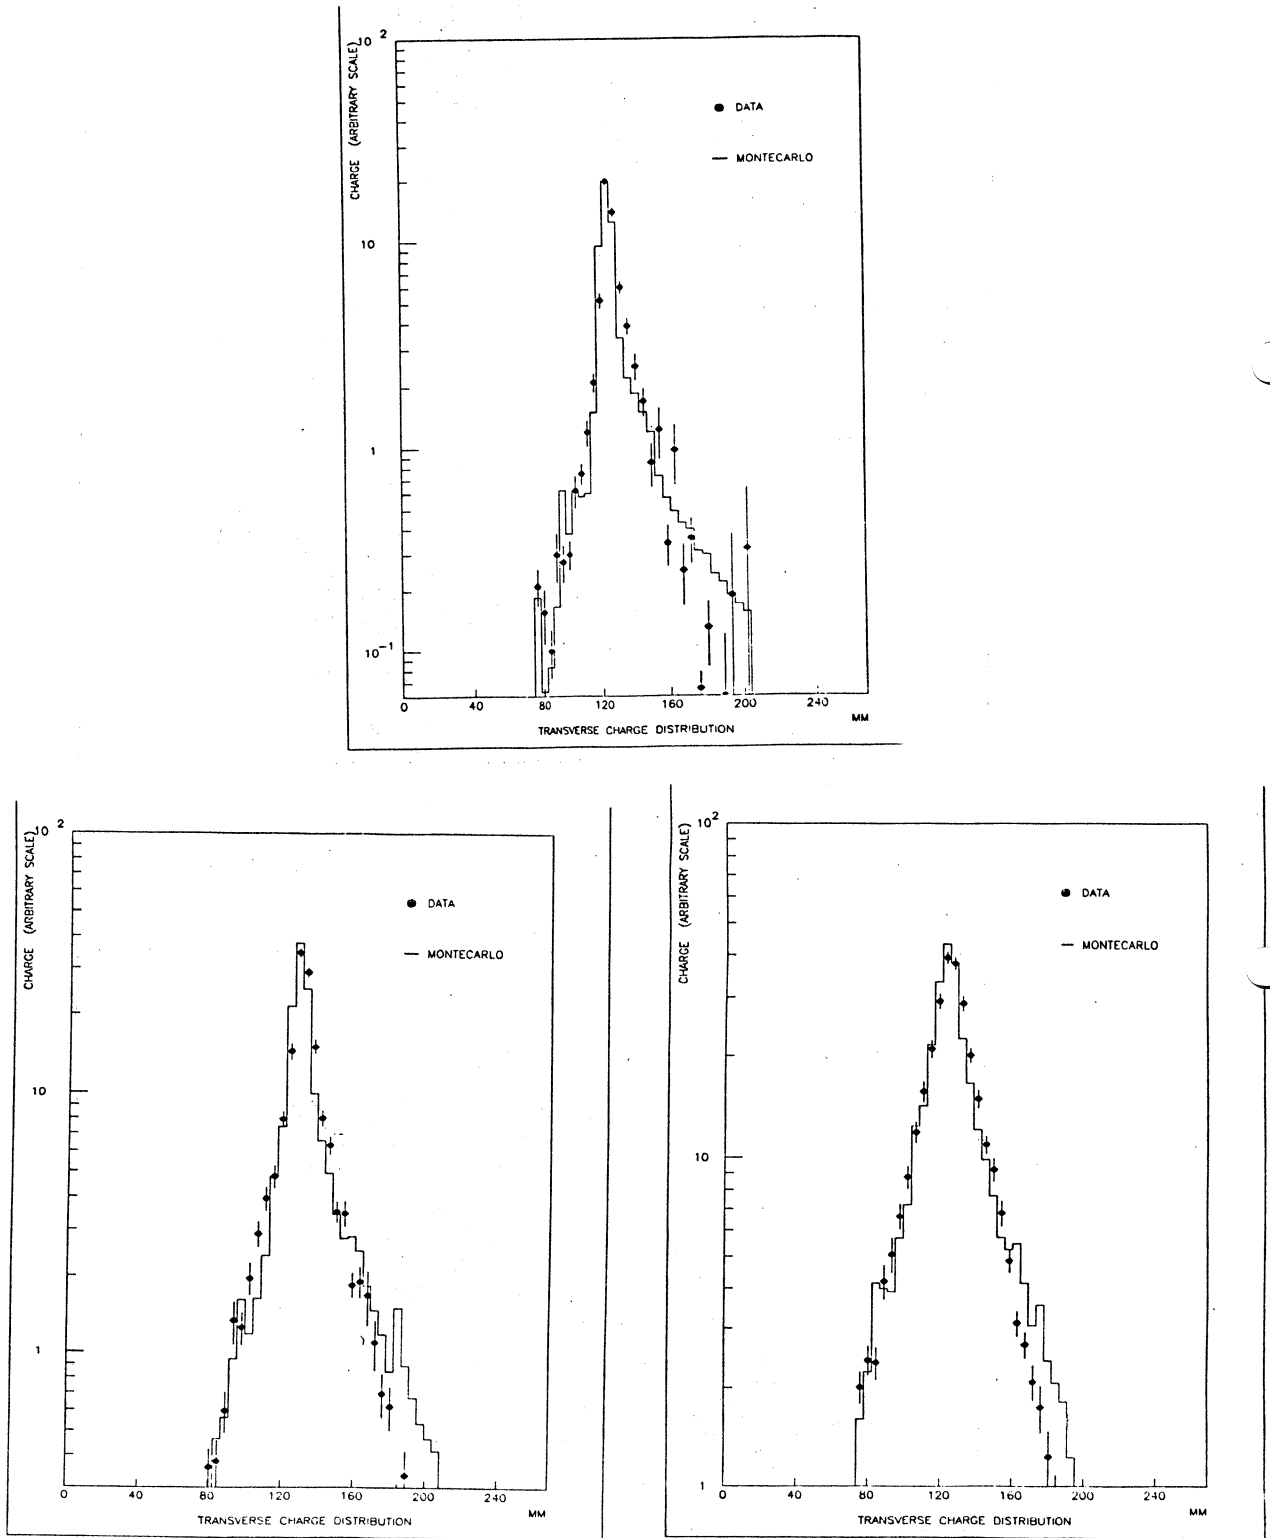 10 2
CHARGE (ARBITRARY SCALE)
DATA
MONTECARLO
10
1
10 -1
0 40 80 120 160 200 240
MM
TRANSVERSE CHARGE DISTRIBUTION
10 2
CHARGE (ARBITRARY SCALE)
DATA
MONTECARLO
10
1
0 40 80 120 160 200 240
MM
TRANSVERSE CHARGE DISTRIBUTION
10 2
CHARGE (ARBITRARY SCALE)
DATA
MONTECARLO
10
1
0 40 80 120 160 200 240
MM
TRANSVERSE CHARGE DISTRIBUTION